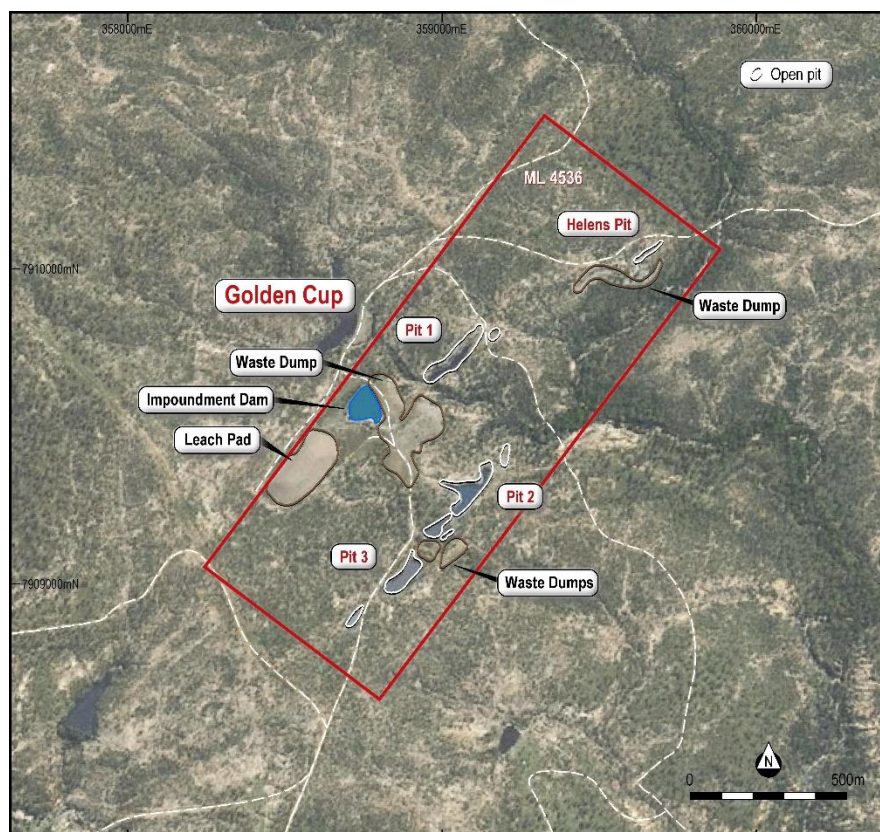 358000mE
359000mE
360000mE
Open pit
ML 4536
Helens Pit
7910000mN
Golden Cup
Waste Dump
Pit 1
Waste Dump
Impoundment Dam
Leach Pad
Pit 2
Pit 3
7909000mN
Waste Dumps
N
0
500m